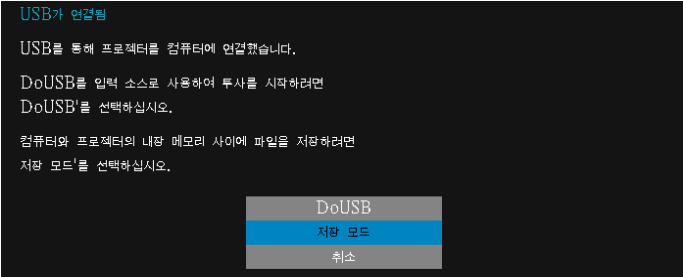 USB가 연결됨
USB를 통해 프로젝터를 컴퓨터에 연결했습니다.
DoUSB를 입력 소스로 사용하여 투사를 시작하려면
DoUSB'를 선택하십시오.
컴퓨터와 프로젝터의 내장 메모리 사이에 파일을 저장하려면
저장 모드'를 선택하십시오.
DoUSB
저장 모드
취소